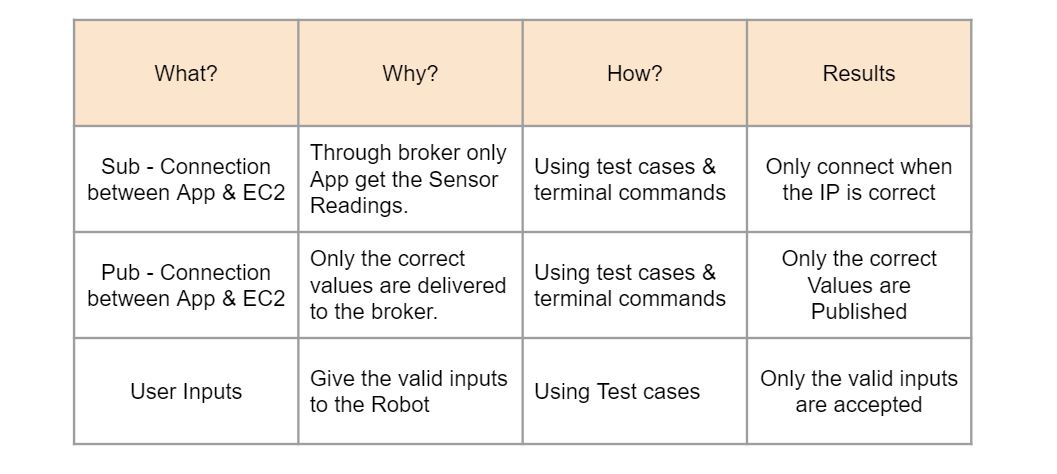 What?
Why?
How?
Results
Sub - Connection
between App & EC2
Through broker only
App get the Sensor
Readings.
Using test cases &
terminal commands
Only connect when
the IP is correct
Pub - Connection
between App & EC2
Only the correct
values are delivered
to the broker.
Using test cases &
terminal commands
Only the correct
Values are
Published
User Inputs
Give the valid inputs
to the Robot
Using Test cases
Only the valid inputs
are accepted